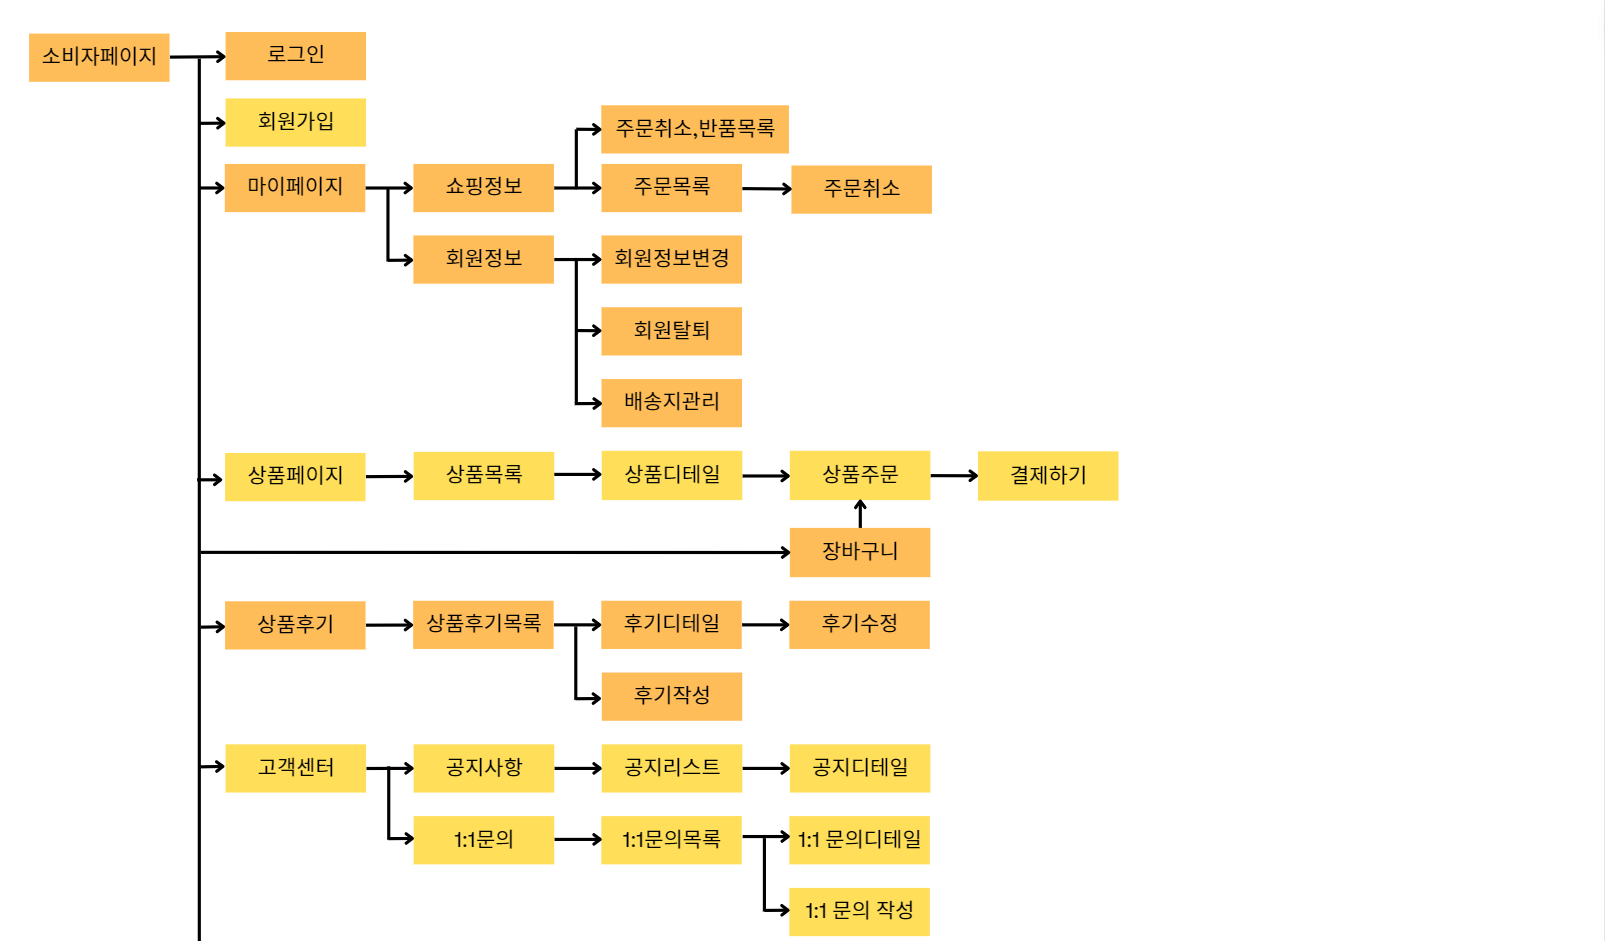 소비자페이지
로그인
회원가입
주문취소,반품목록
마이페이지
쇼핑정보
주문목록
주문취소
회원정보
회원정보변경
회원탈퇴
배송지관리
상품페이지
상품목록
상품디테일
상품주문
결제하기
장바구니
상품후기
상품후기목록
후기디테일
후기수정
후기작성
고객센터
공지사항
공지리스트
공지디테일
1:1문의
1:1문의목록
1:1 문의디테일
1:1 문의 작성